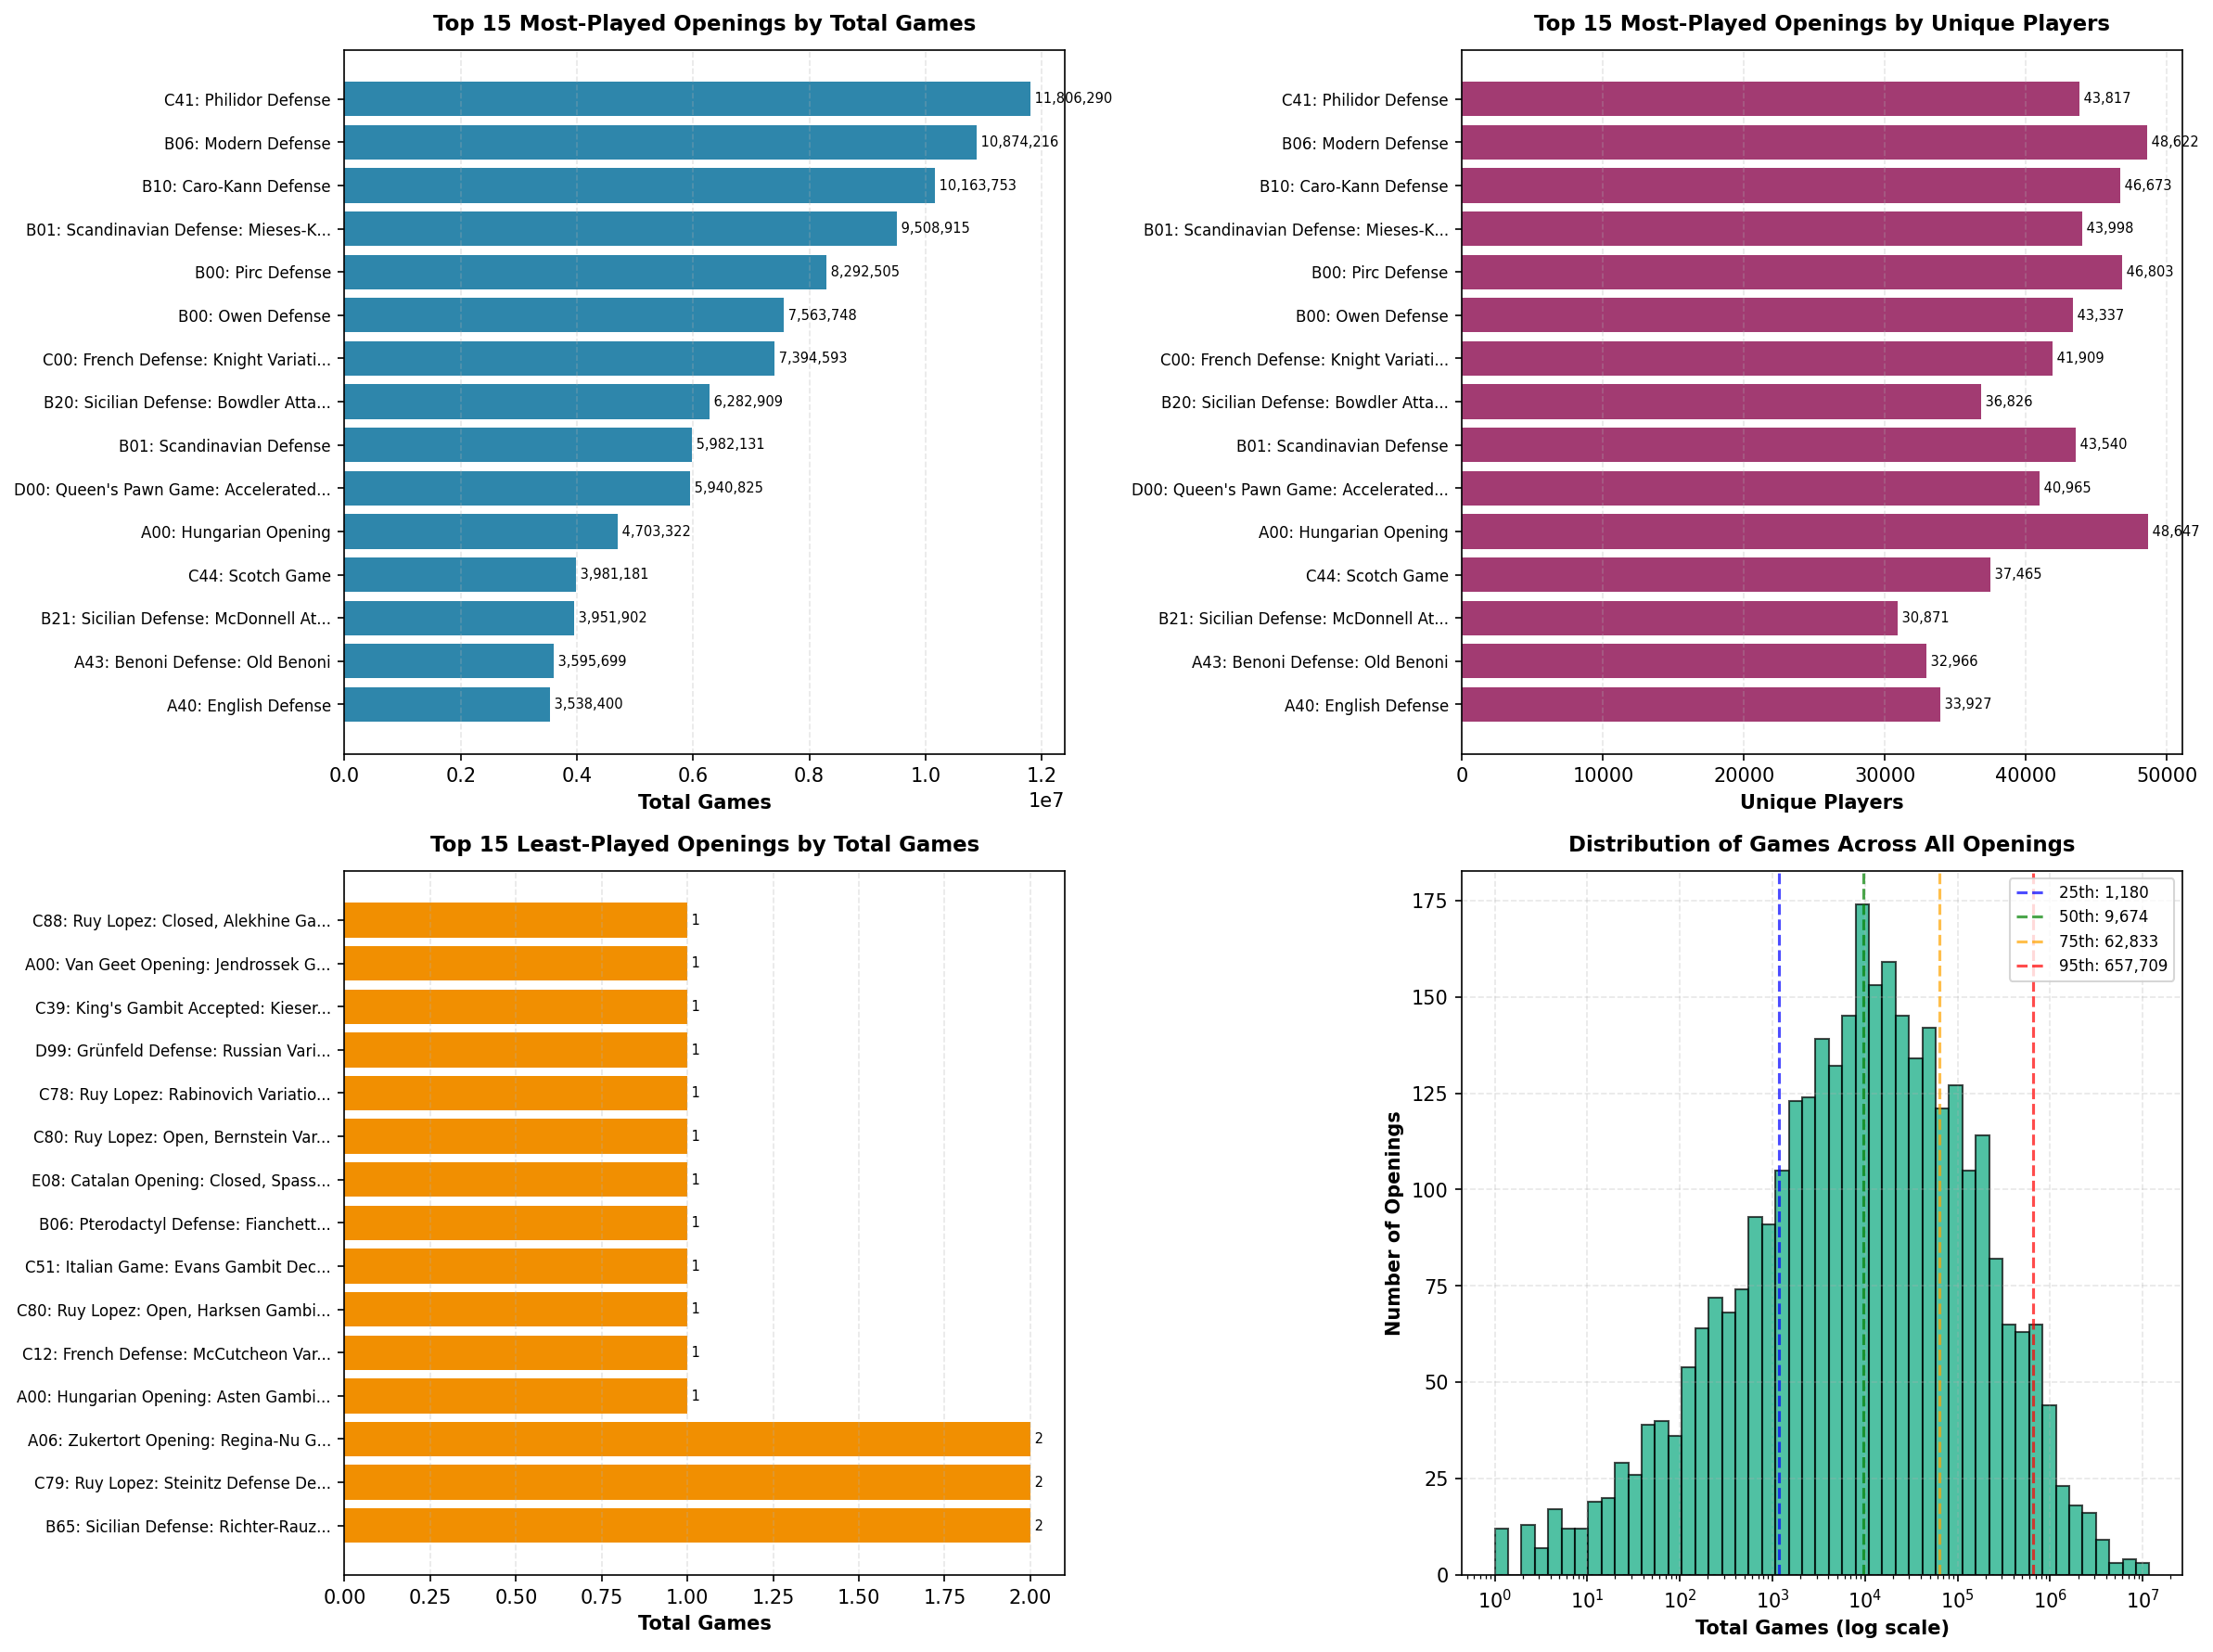 Top 15 Most-Played Openings by Total Games
C41: Philidor Defense 11,806,290
B06: Modern Defense 10,874,216
B10: Caro-Kann Defense 10,163,753
B01: Scandinavian Defense: Mieses-K... 9,508,915
B00: Pirc Defense 8,292,505
B00: Owen Defense 7,563,748
C00: French Defense: Knight Variati... 7,394,593
B20: Sicilian Defense: Bowdler Atta... 6,282,909
B01: Scandinavian Defense 5,982,131
D00: Queen's Pawn Game: Accelerated... 5,940,825
A00: Hungarian Opening 4,703,322
C44: Scotch Game 3,981,181
B21: Sicilian Defense: McDonnell At... 3,951,902
A43: Benoni Defense: Old Benoni 3,595,699
A40: English Defense 3,538,400
0.0 0.2 0.4 0.6 0.8 1.0 1.2
1e7
Total Games
Top 15 Most-Played Openings by Unique Players
C41: Philidor Defense 43,817
B06: Modern Defense 48,622
B10: Caro-Kann Defense 46,673
B01: Scandinavian Defense: Mieses-K... 43,998
B00: Pirc Defense 46,803
B00: Owen Defense 43,337
C00: French Defense: Knight Variati... 41,909
B20: Sicilian Defense: Bowdler Atta... 36,826
B01: Scandinavian Defense 43,540
D00: Queen's Pawn Game: Accelerated... 40,965
A00: Hungarian Opening 48,647
C44: Scotch Game 37,465
B21: Sicilian Defense: McDonnell At... 30,871
A43: Benoni Defense: Old Benoni 32,966
A40: English Defense 33,927
0 10000 20000 30000 40000 50000
Unique Players
Top 15 Least-Played Openings by Total Games
C88: Ruy Lopez: Closed, Alekhine Ga... 1
A00: Van Geet Opening: Jendrossek G... 1
C39: King's Gambit Accepted: Kieser... 1
D99: Grünfeld Defense: Russian Vari... 1
C78: Ruy Lopez: Rabinovich Variatio... 1
C80: Ruy Lopez: Open, Bernstein Var... 1
E08: Catalan Opening: Closed, Spass... 1
B06: Pterodactyl Defense: Fianchett... 1
C51: Italian Game: Evans Gambit Dec... 1
C80: Ruy Lopez: Open, Harksen Gambi... 1
C12: French Defense: McCutcheon Var... 1
A00: Hungarian Opening: Asten Gambi... 1
A06: Zukertort Opening: Regina-Nu G... 2
C79: Ruy Lopez: Steinitz Defense De... 2
B65: Sicilian Defense: Richter-Rauz... 2
0.00 0.25 0.50 0.75 1.00 1.25 1.50 1.75 2.00
Total Games
Distribution of Games Across All Openings
25th: 1,180
50th: 9,674
75th: 62,833
95th: 657,709
Number of Openings
175
150
125
100
75
50
25
0
10⁰ 10¹ 10² 10³ 10⁴ 10⁵ 10⁶ 10⁷
Total Games (log scale)